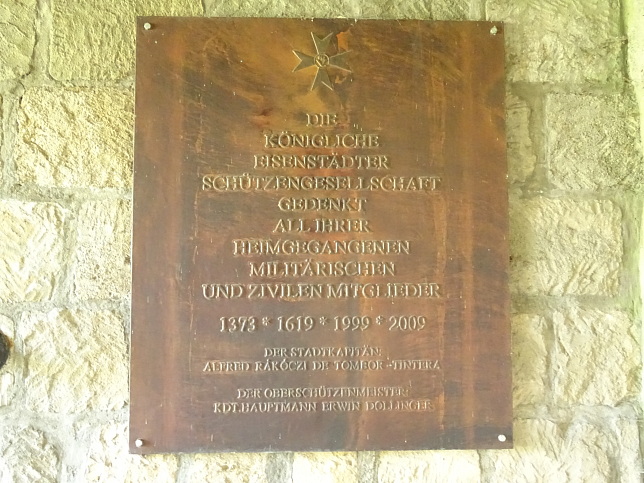 DIE
KÖNIGLICHE
EISENSTÄDTER
SCHÜTZENGESELLSCHAFT
GEDENKT
ALL IHRER
HEIMGEGANGENEN
MILITÄRISCHEN
UND ZIVILEN MITGLIEDER
1373 * 1619 * 1999 * 2009
DER STADTKAPITÄN:
ALFRED RÁKÓCZI DE TOMBOR-TINTERA
DER OBERSCHÜTZENMEISTER:
KDT.HAUPTMANN ERWIN DOLLINGER